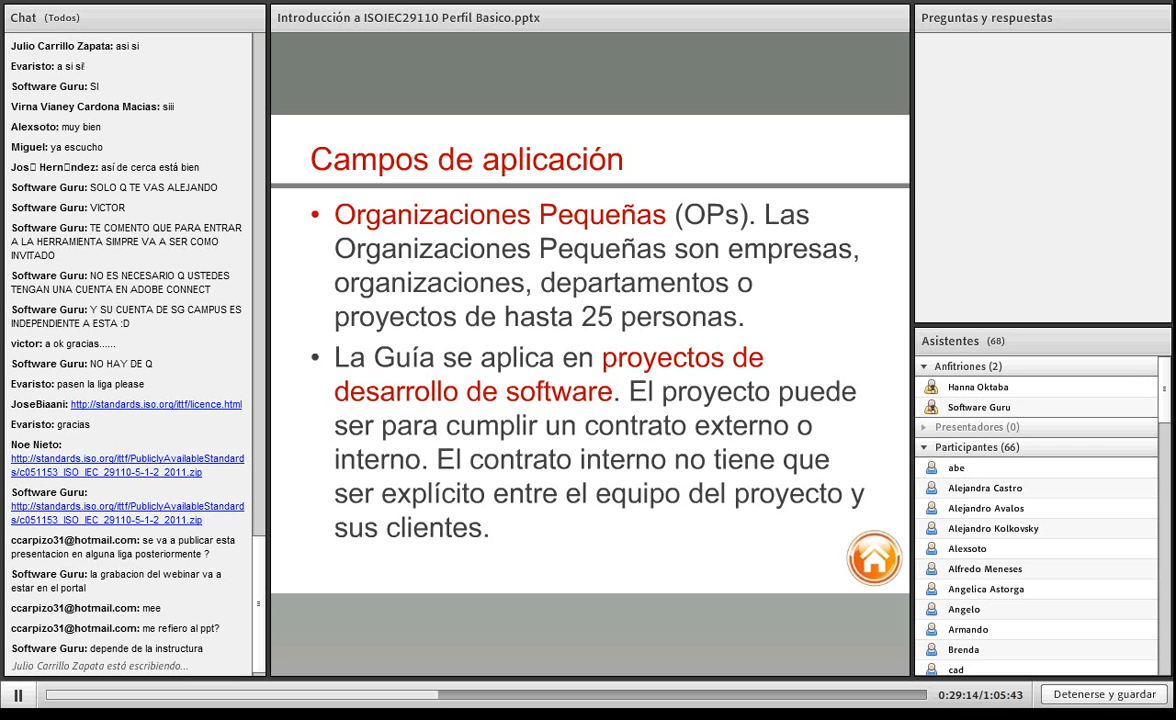 Chat (Todos)
Julio Carrillo Zapata: asi si
Evaristo: a si si!
Software Guru: SI
Virna Vianey Cardona Macias: siii
Alexsoto: muy bien
Miguel: ya escucho
Jos Hern ndez: así de cerca está bien
Software Guru: SOLO Q TE VAS ALEJANDO
Software Guru: VICTOR
Software Guru: TE COMENTO QUE PARA ENTRAR
A LA HERRAMIENTA SIMPRE VA A SER COMO
INVITADO
Software Guru: NO ES NECESARIO Q USTEDES
TENGAN UNA CUENTA EN ADOBE CONNECT
Software Guru: Y SU CUENTA DE SG CAMPUS ES
INDEPENDIENTE A ESTA :D
victor: a ok gracias......
Software Guru: NO HAY DE Q
Evaristo: pasen la liga please
JoseBiaani: http://standards.iso.org/ittf/licence.html
Evaristo: gracias
Noe Nieto:
http://standards.iso.org/ittf/PubliclyAvailableStandard
s/c051153_ISO_IEC_29110-5-1-2_2011.zip
Software Guru:
http://standards.iso.org/ittf/PubliclyAvailableStandard
s/c051153_ISO_IEC_29110-5-1-2_2011.zip
ccarpizo31@hotmail.com: se va a publicar esta
presentacion en alguna liga posteriormente ?
Software Guru: la grabacion del webinar va a
estar en el portal
ccarpizo31@hotmail.com: mee
ccarpizo31@hotmail.com: me refiero al ppt?
Software Guru: depende de la instructura
Julio Carrillo Zapata está escribiendo...
Introducción a ISOIEC29110 Perfil Basico.pptx
Campos de aplicación
• Organizaciones Pequeñas (OPs). Las
Organizaciones Pequeñas son empresas,
organizaciones, departamentos o
proyectos de hasta 25 personas.
• La Guía se aplica en proyectos de
desarrollo de software. El proyecto puede
ser para cumplir un contrato externo o
interno. El contrato interno no tiene que
ser explícito entre el equipo del proyecto y
sus clientes.
Preguntas y respuestas
Asistentes (68)
Anfitriones (2)
Hanna Oktaba
Software Guru
Presentadores (0)
Participantes (66)
abe
Alejandra Castro
Alejandro Avalos
Alejandro Kolkovsky
Alexsoto
Alfredo Meneses
Angelica Astorga
Angelo
Armando
Brenda
cad
0:29:14/1:05:43
Detenerse y guardar